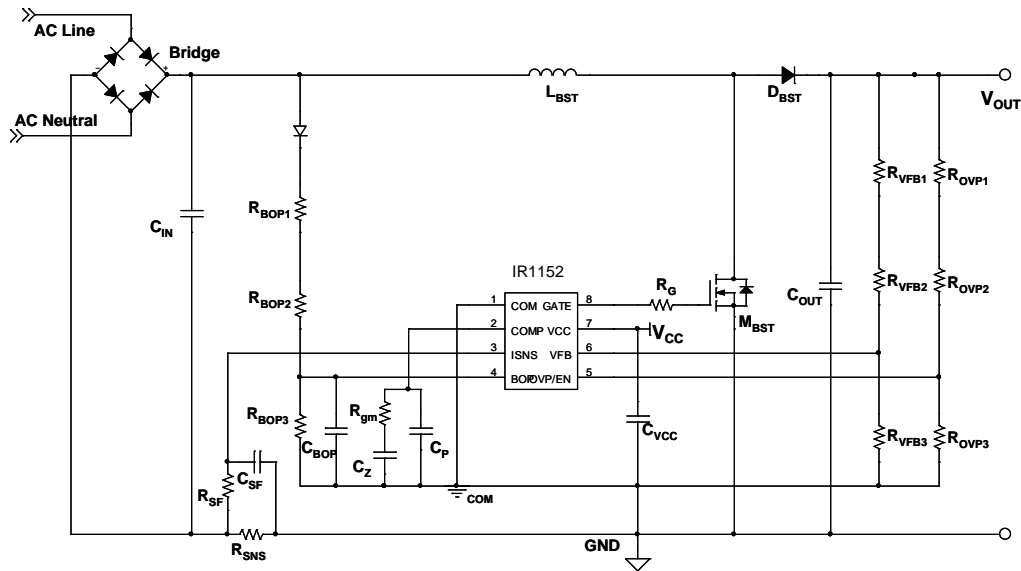 AC Line
Bridge
- +
AC Neutral
LBST
DBST
VOUT
RVFB1
ROVP1
RBOP1
CIN
IR1152
RBOP2
RG
COUT
RVFB2
ROVP2
MBST
1 COM GATE 8
2 COMP VCC 7
VCC
3 ISNS VFB 6
4 BOP OVP/EN 5
RBOP3
Rgm
CBOP
CZ
CP
CVCC
RVFB3
ROVP3
CSF
RSF
COM
RSNS
GND